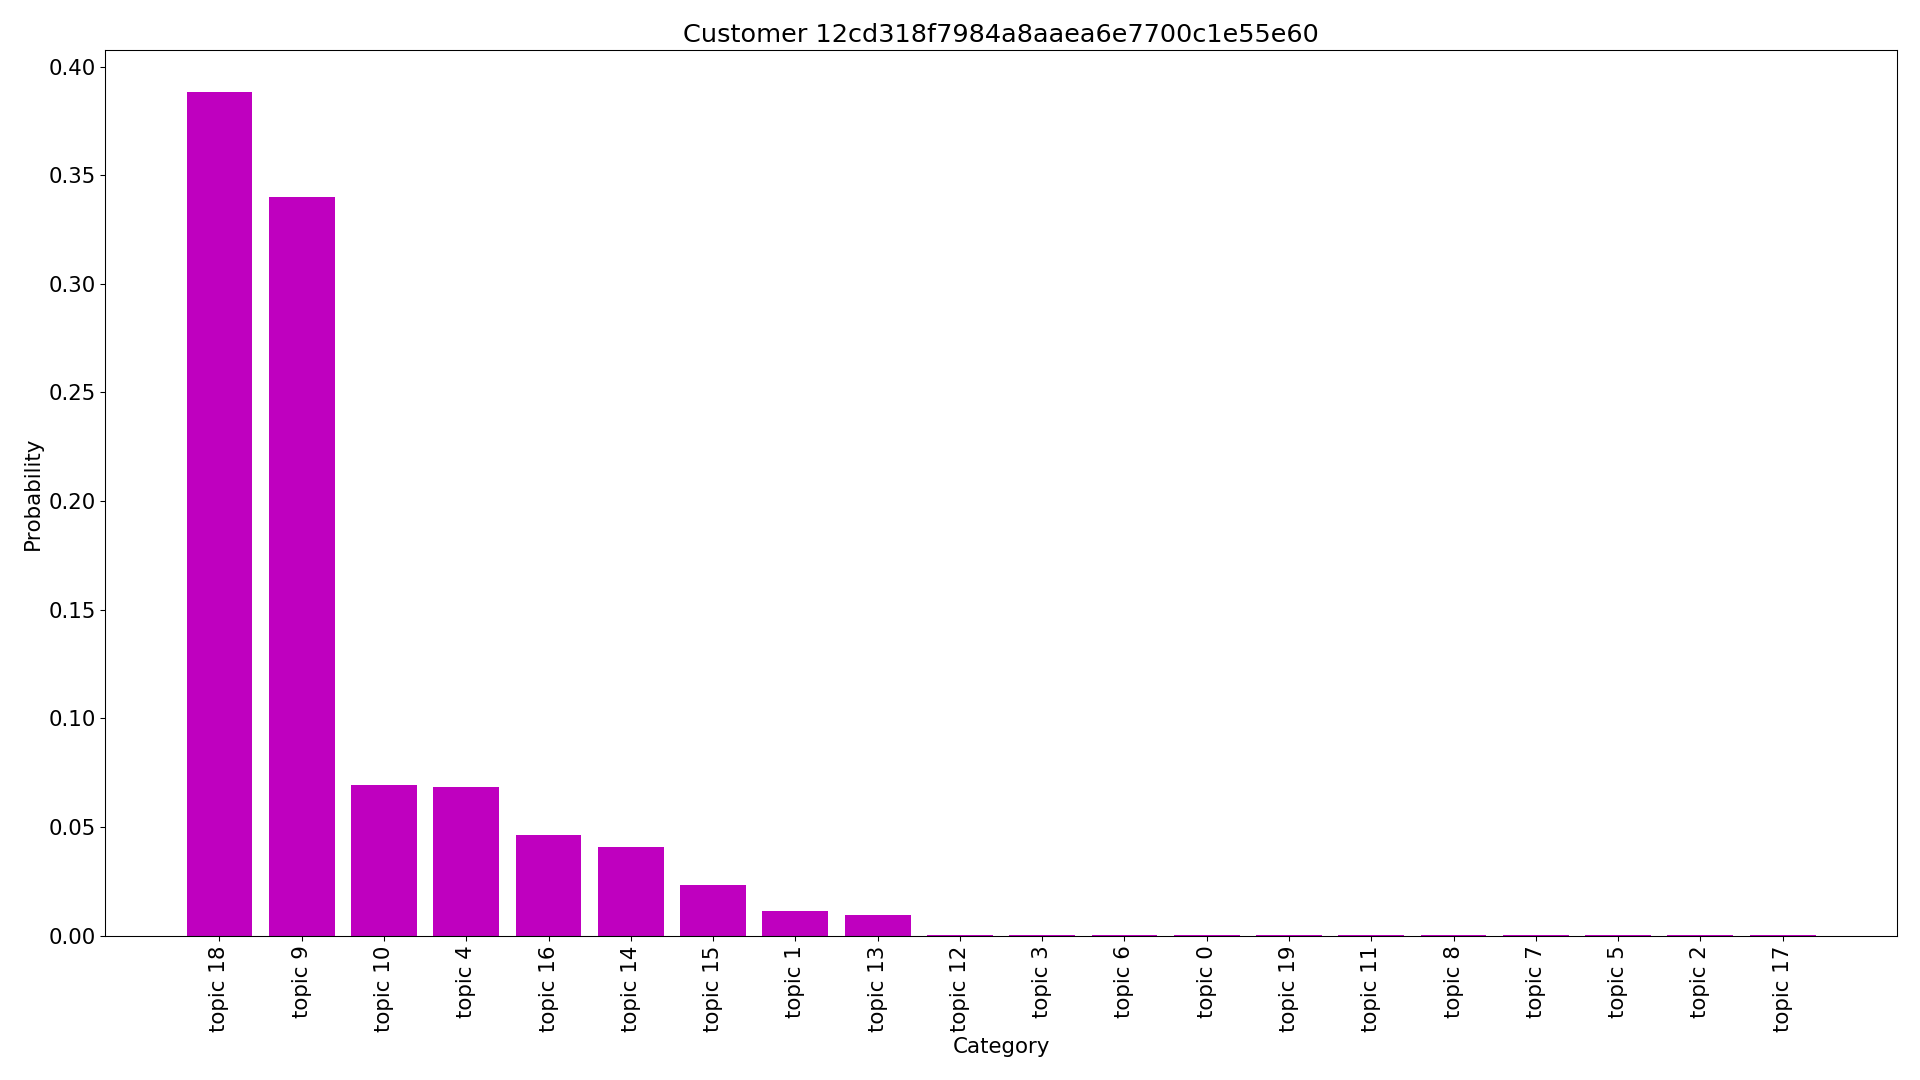 Customer 12cd318f7984a8aaea6e7700c1e55e60
0.40
0.35
0.30
0.25
0.20
0.15
0.10
0.05
0.00
Probability
topic 18
topic 9
topic 10
topic 4
topic 16
topic 14
topic 15
topic 1
topic 13
topic 12
topic 3
topic 6
topic 0
topic 19
topic 11
topic 8
topic 7
topic 5
topic 2
topic 17
Category